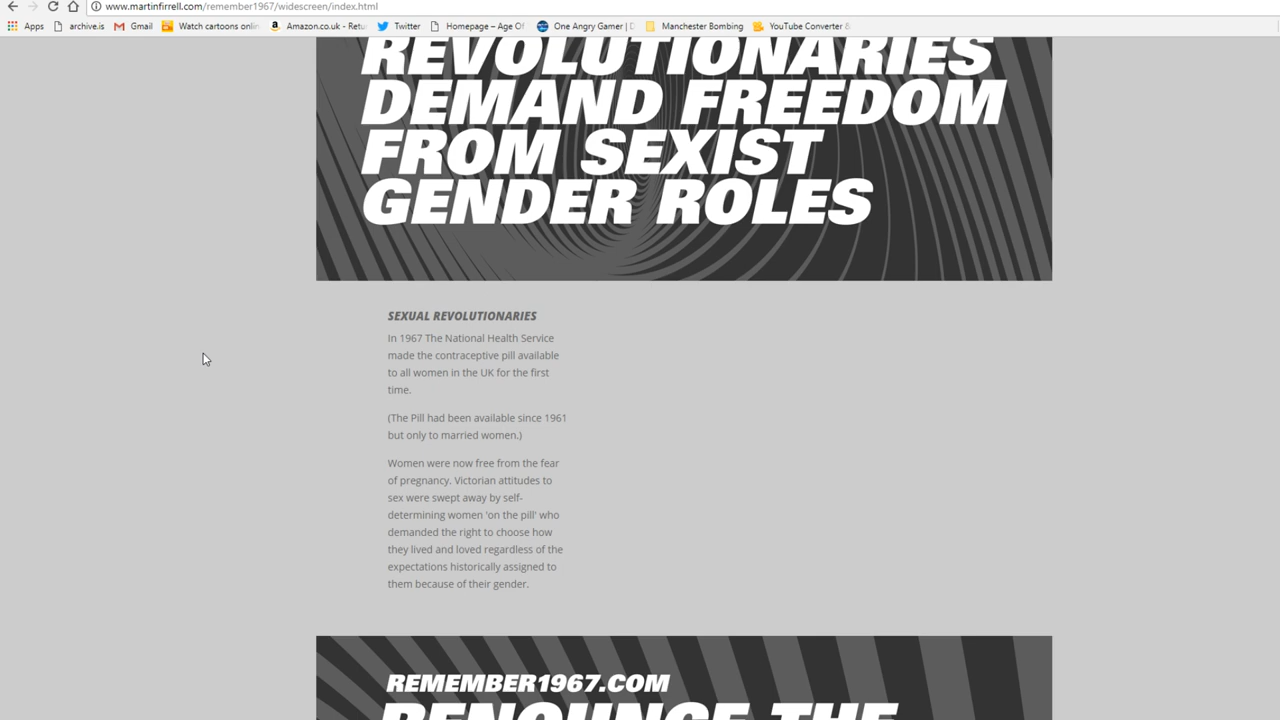 www.martinfirrell.com/remember1967/widescreen/index.html
Apps archive.is Gmail Watch cartoons onlin Amazon.co.uk - Retu Twitter Homepage – Age Of One Angry Gamer | D Manchester Bombing YouTube Converter &
REVOLUTIONARIES
DEMAND FREEDOM
FROM SEXIST
GENDER ROLES
SEXUAL REVOLUTIONARIES
In 1967 The National Health Service
made the contraceptive pill available
to all women in the UK for the first
time.
(The Pill had been available since 1961
but only to married women.)
Women were now free from the fear
of pregnancy. Victorian attitudes to
sex were swept away by self-
determining women 'on the pill' who
demanded the right to choose how
they lived and loved regardless of the
expectations historically assigned to
them because of their gender.
REMEMBER1967.COM
RENOUNCE THE